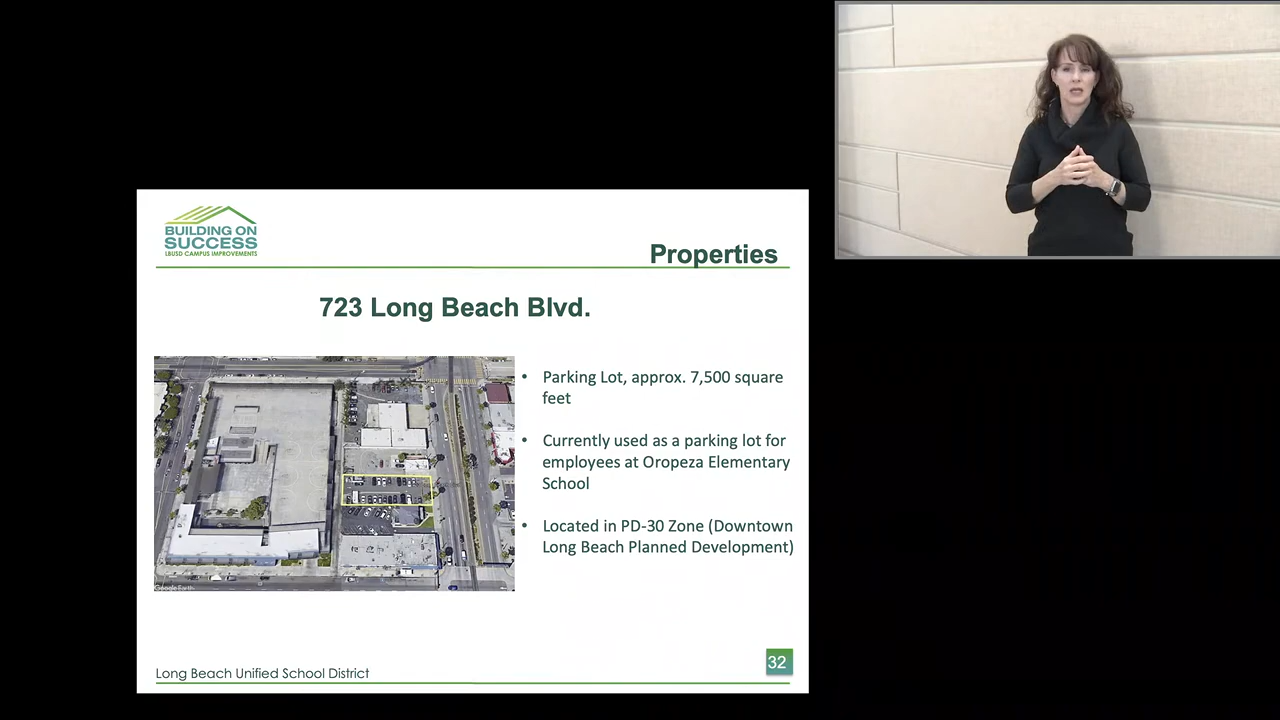 BUILDING ON
SUCCESS
LBUSD CAMPUS IMPROVEMENTS
Properties
723 Long Beach Blvd.
• Parking Lot, approx. 7,500 square
feet
• Currently used as a parking lot for
employees at Oropeza Elementary
School
• Located in PD-30 Zone (Downtown
Long Beach Planned Development)
Google Earth
Long Beach Unified School District
32